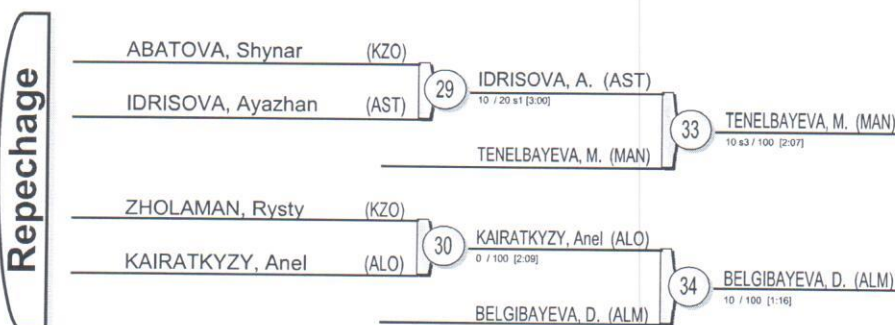 Repechage
ABATOVA, Shynar (KZO)
IDRISOVA, Ayazhan (AST)
29
IDRISOVA, A. (AST)
10 / 20 s1 [3:00]
TENELBAYEVA, M. (MAN)
33
TENELBAYEVA, M. (MAN)
10 s3 / 100 [2:07]
ZHOLAMAN, Rysty (KZO)
KAIRATKYZY, Anel (ALO)
30
KAIRATKYZY, Anel (ALO)
0 / 100 [2:09]
BELGIBAYEVA, D. (ALM)
34
BELGIBAYEVA, D. (ALM)
10 / 100 [1:16]